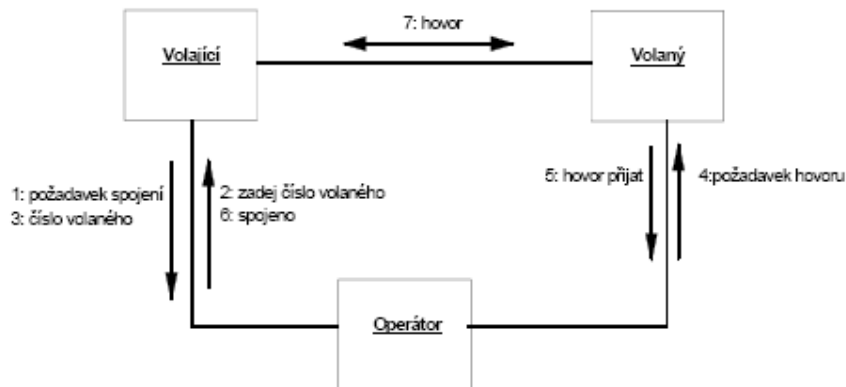 7: hovor
Volající
Volaný
1: požadavek spojení
3: číslo volaného
2: zadej číslo volaného
6: spojeno
5: hovor přijat
4:požadavek hovoru
Operátor